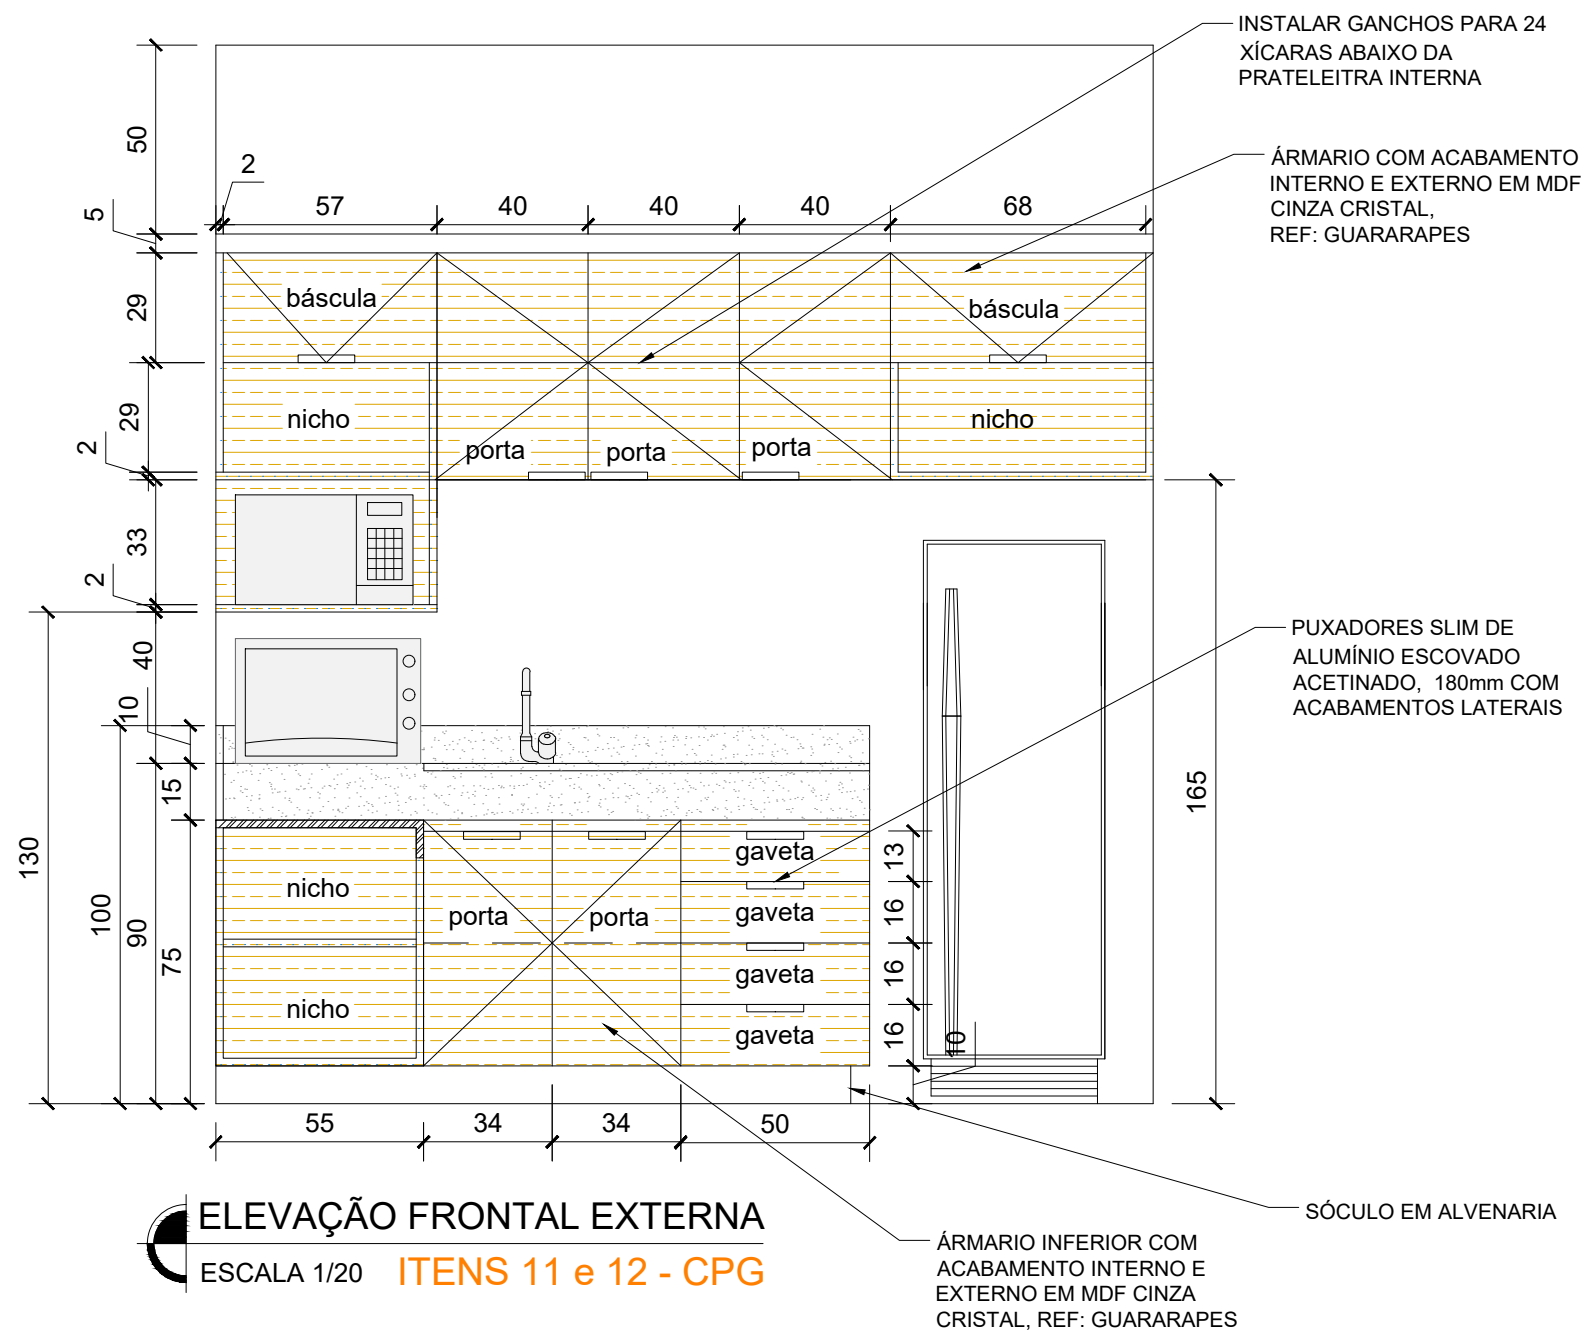 INSTALAR GANCHOS PARA 24
XÍCARAS ABAIXO DA
PRATELEITRA INTERNA
50
2
57
40
40
40
68
5
ÁRMARIO COM ACABAMENTO
INTERNO E EXTERNO EM MDF
CINZA CRISTAL,
REF: GUARARAPES
29
báscula
báscula
29
nicho
nicho
2
porta
porta
porta
33
2
40
PUXADORES SLIM DE
ALUMÍNIO ESCOVADO
ACETINADO, 180mm COM
ACABAMENTOS LATERAIS
10
15
165
130
100
90
75
nicho
porta
porta
gaveta
13
gaveta
16
gaveta
16
nicho
gaveta
16
10
55
34
34
50
SÓCULO EM ALVENARIA
ELEVAÇÃO FRONTAL EXTERNA
ESCALA 1/20
ITENS 11 e 12 - CPG
ÁRMARIO INFERIOR COM
ACABAMENTO INTERNO E
EXTERNO EM MDF CINZA
CRISTAL, REF: GUARARAPES